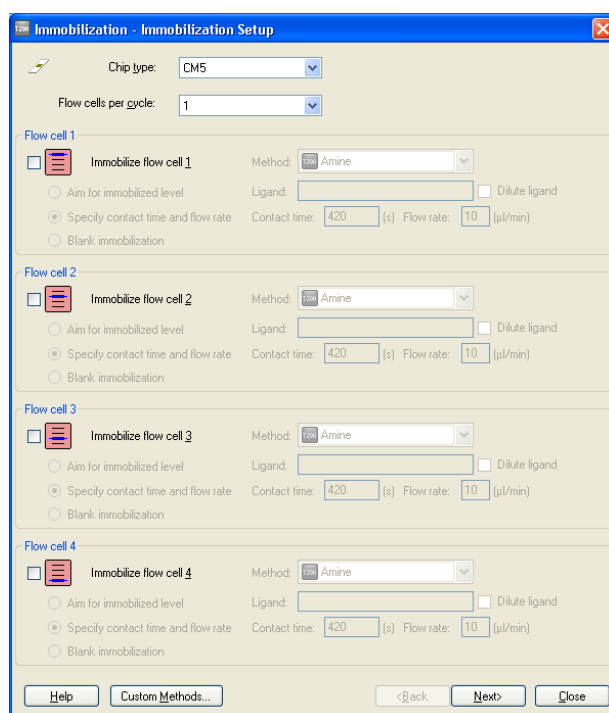 T200 Immobilization - Immobilization Setup
Chip type: CM5
Flow cells per cycle: 1
Flow cell 1
Immobilize flow cell 1 Method: T200 Amine
Aim for immobilized level Ligand: Dilute ligand
Specify contact time and flow rate Contact time: 420 (s) Flow rate: 10 (µl/min)
Blank immobilization
Flow cell 2
Immobilize flow cell 2 Method: T200 Amine
Aim for immobilized level Ligand: Dilute ligand
Specify contact time and flow rate Contact time: 420 (s) Flow rate: 10 (µl/min)
Blank immobilization
Flow cell 3
Immobilize flow cell 3 Method: T200 Amine
Aim for immobilized level Ligand: Dilute ligand
Specify contact time and flow rate Contact time: 420 (s) Flow rate: 10 (µl/min)
Blank immobilization
Flow cell 4
Immobilize flow cell 4 Method: T200 Amine
Aim for immobilized level Ligand: Dilute ligand
Specify contact time and flow rate Contact time: 420 (s) Flow rate: 10 (µl/min)
Blank immobilization
Help Custom Methods... <Back Next> Close